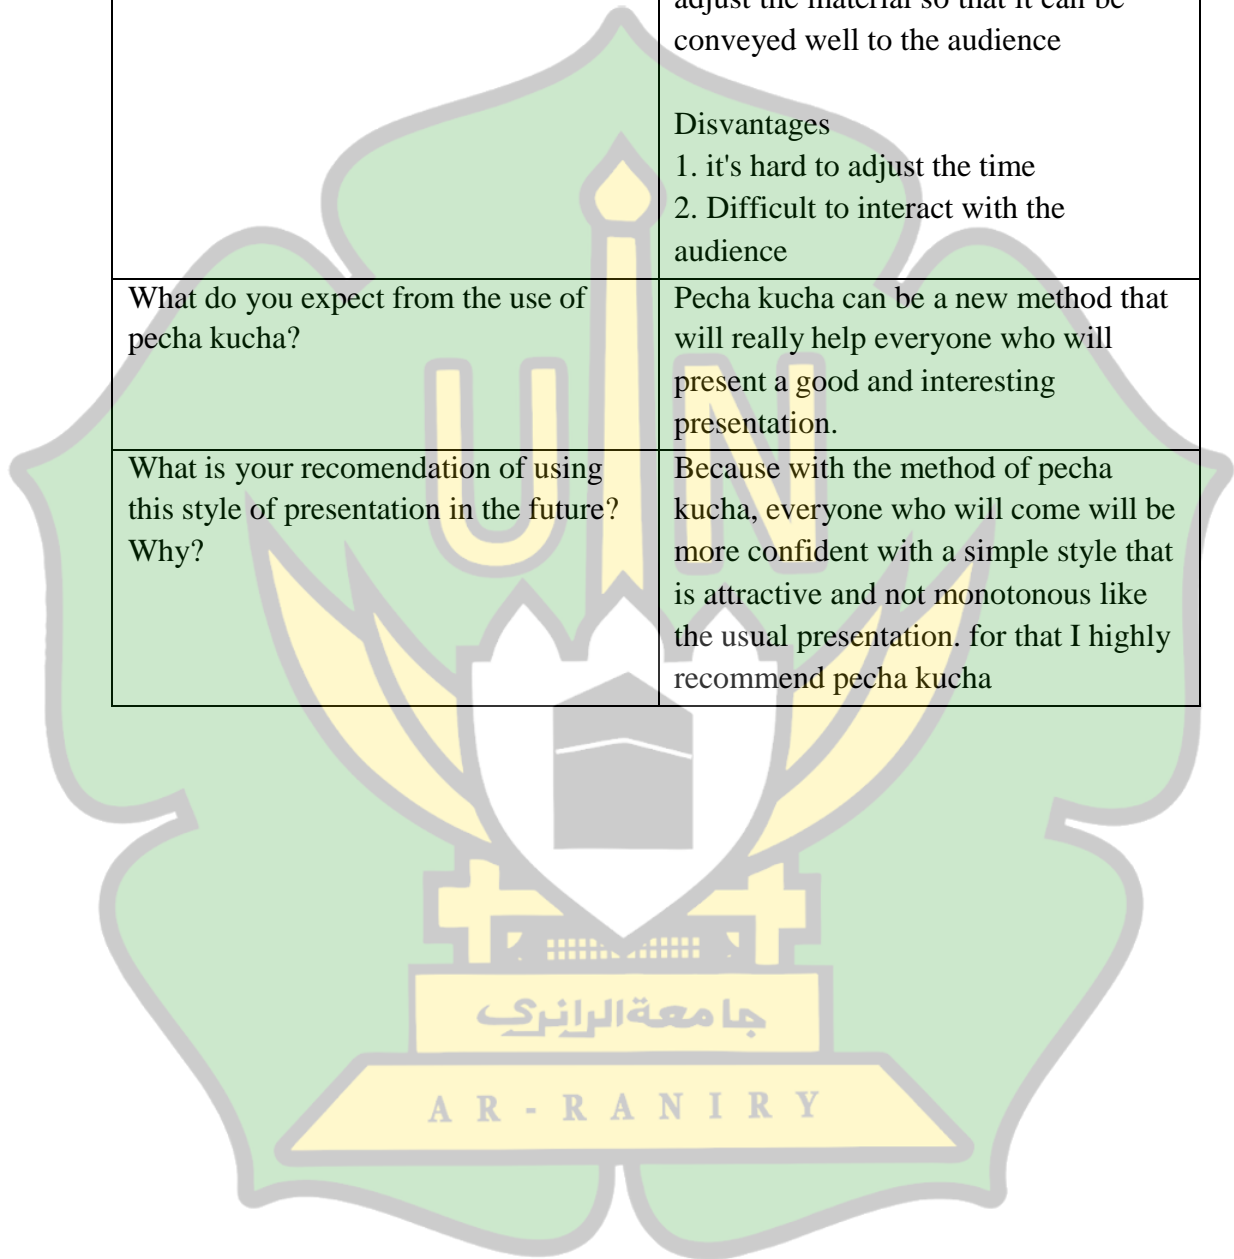 adjust the material so that it can be
conveyed well to the audience
Disvantages
1. it's hard to adjust the time
2. Difficult to interact with the
audience
What do you expect from the use of
pecha kucha?
Pecha kucha can be a new method that
will really help everyone who will
present a good and interesting
presentation.
What is your recomendation of using
this style of presentation in the future?
Why?
Because with the method of pecha
kucha, everyone who will come will be
more confident with a simple style that
is attractive and not monotonous like
the usual presentation. for that I highly
recommend pecha kucha
UIN
جامعة الرانري
AR-RANIRY